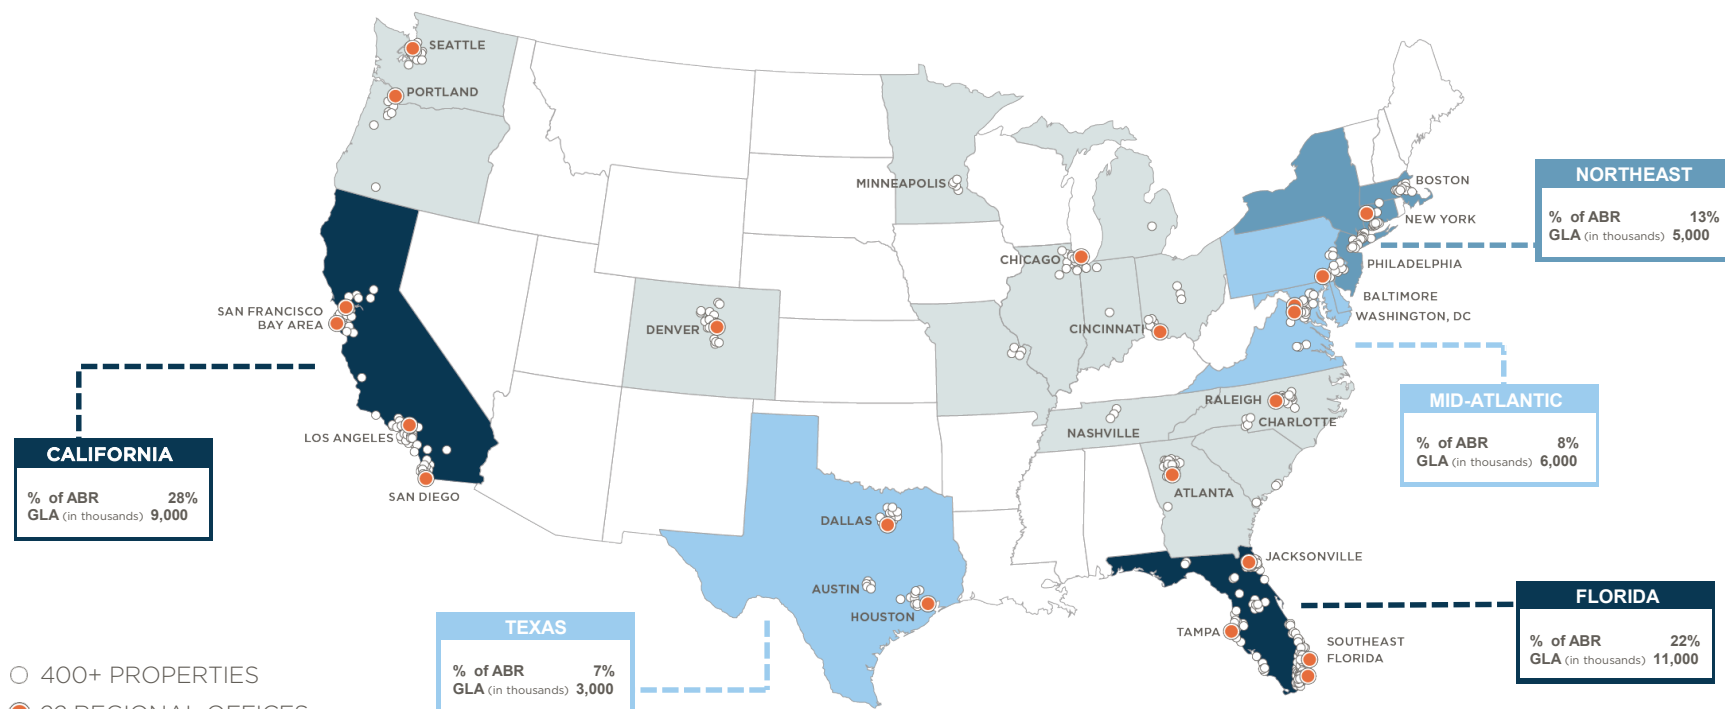 SEATTLE
PORTLAND
MINNEAPOLIS
BOSTON
NEW YORK
NORTHEAST
% of ABR 13%
GLA (in thousands) 5,000
CHICAGO
PHILADELPHIA
BALTIMORE
WASHINGTON, DC
SAN FRANCISCO
BAY AREA
DENVER
CINCINNATI
MID-ATLANTIC
% of ABR 8%
GLA (in thousands) 6,000
RALEIGH
CHARLOTTE
NASHVILLE
LOS ANGELES
CALIFORNIA
% of ABR 28%
GLA (in thousands) 9,000
SAN DIEGO
ATLANTA
DALLAS
AUSTIN
HOUSTON
JACKSONVILLE
FLORIDA
% of ABR 22%
GLA (in thousands) 11,000
TAMPA
SOUTHEAST
FLORIDA
TEXAS
% of ABR 7%
GLA (in thousands) 3,000
400+ PROPERTIES
REGIONAL OFFICES